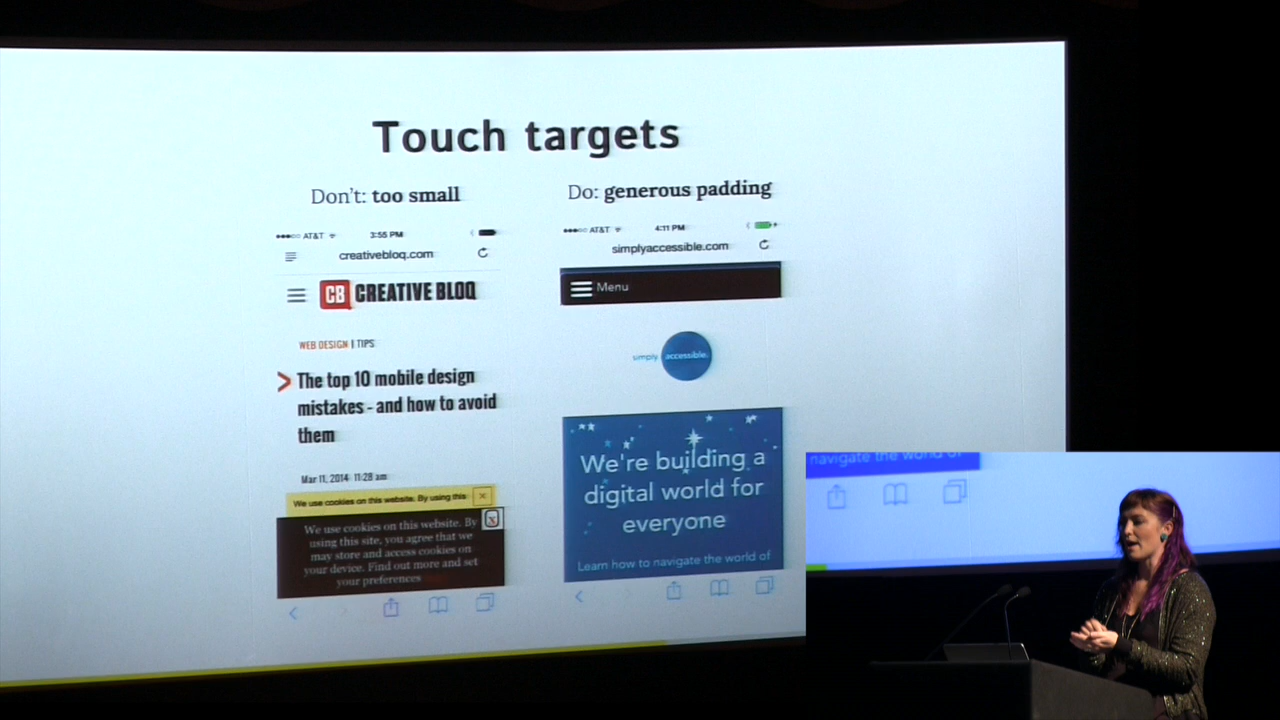 Touch targets
Don't: too small
AT&T 3:55 PM
creativebloq.com
CB CREATIVE BLOQ
WEB DESIGN | TIPS
> The top 10 mobile design
mistakes - and how to avoid
them
Mar 11, 2014 11:28 am
We use cookies on this website. By using this ×
We use cookies on this website. By x
using this site, you agree that we
may store and access cookies on
your device. Find out more and set
your preferences
Do: generous padding
AT&T 4:11 PM
simplyaccessible.com
Menu
simply accessible.
We're building a
digital world for
everyone
Learn how to navigate the world of
navigate the world of